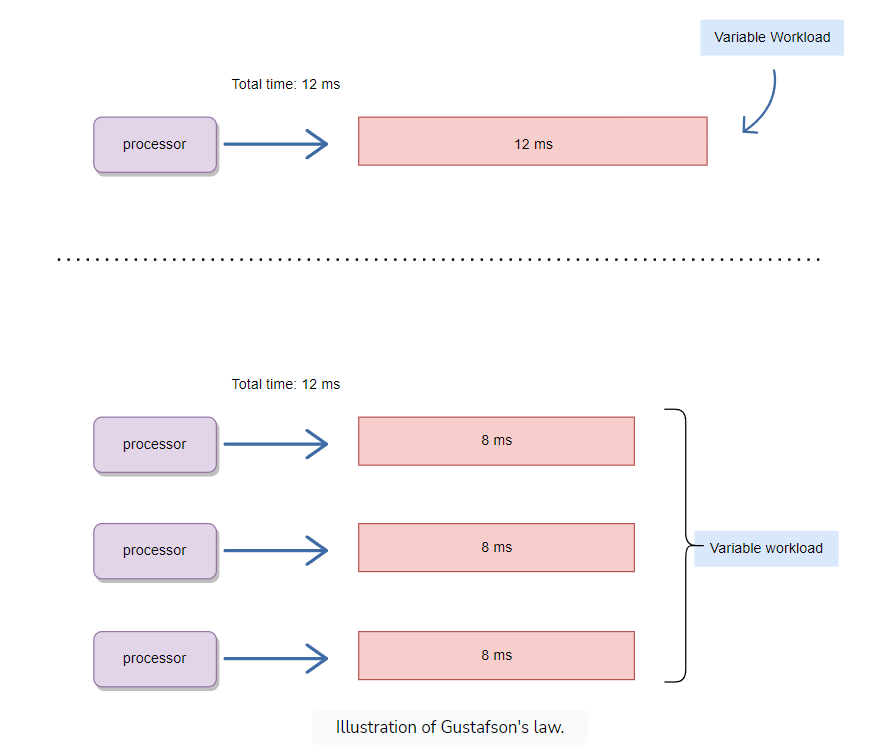 Variable Workload
Total time: 12 ms
processor
12 ms
Total time: 12 ms
processor
8 ms
processor
8 ms
Variable workload
processor
8 ms
Illustration of Gustafson's law.